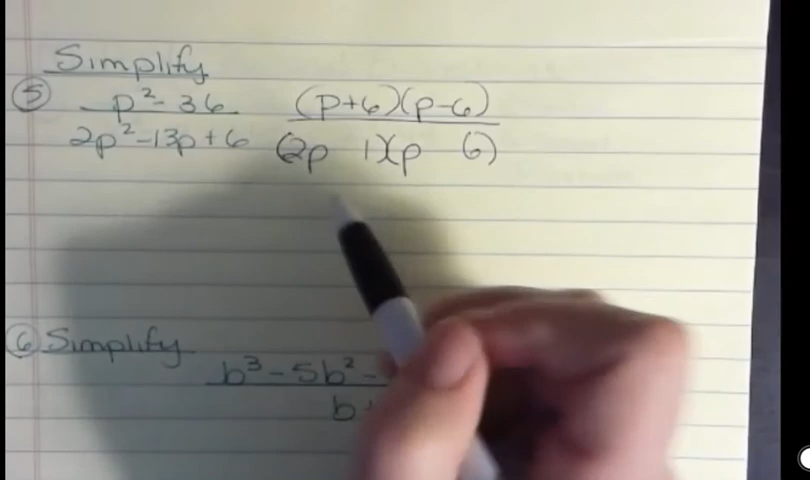 Simplify
5 p² - 36 (p+6)(p-6)
2p² - 13p + 6 (2p 1)(p 6)
6 Simplify
b³ - 5b² -
b